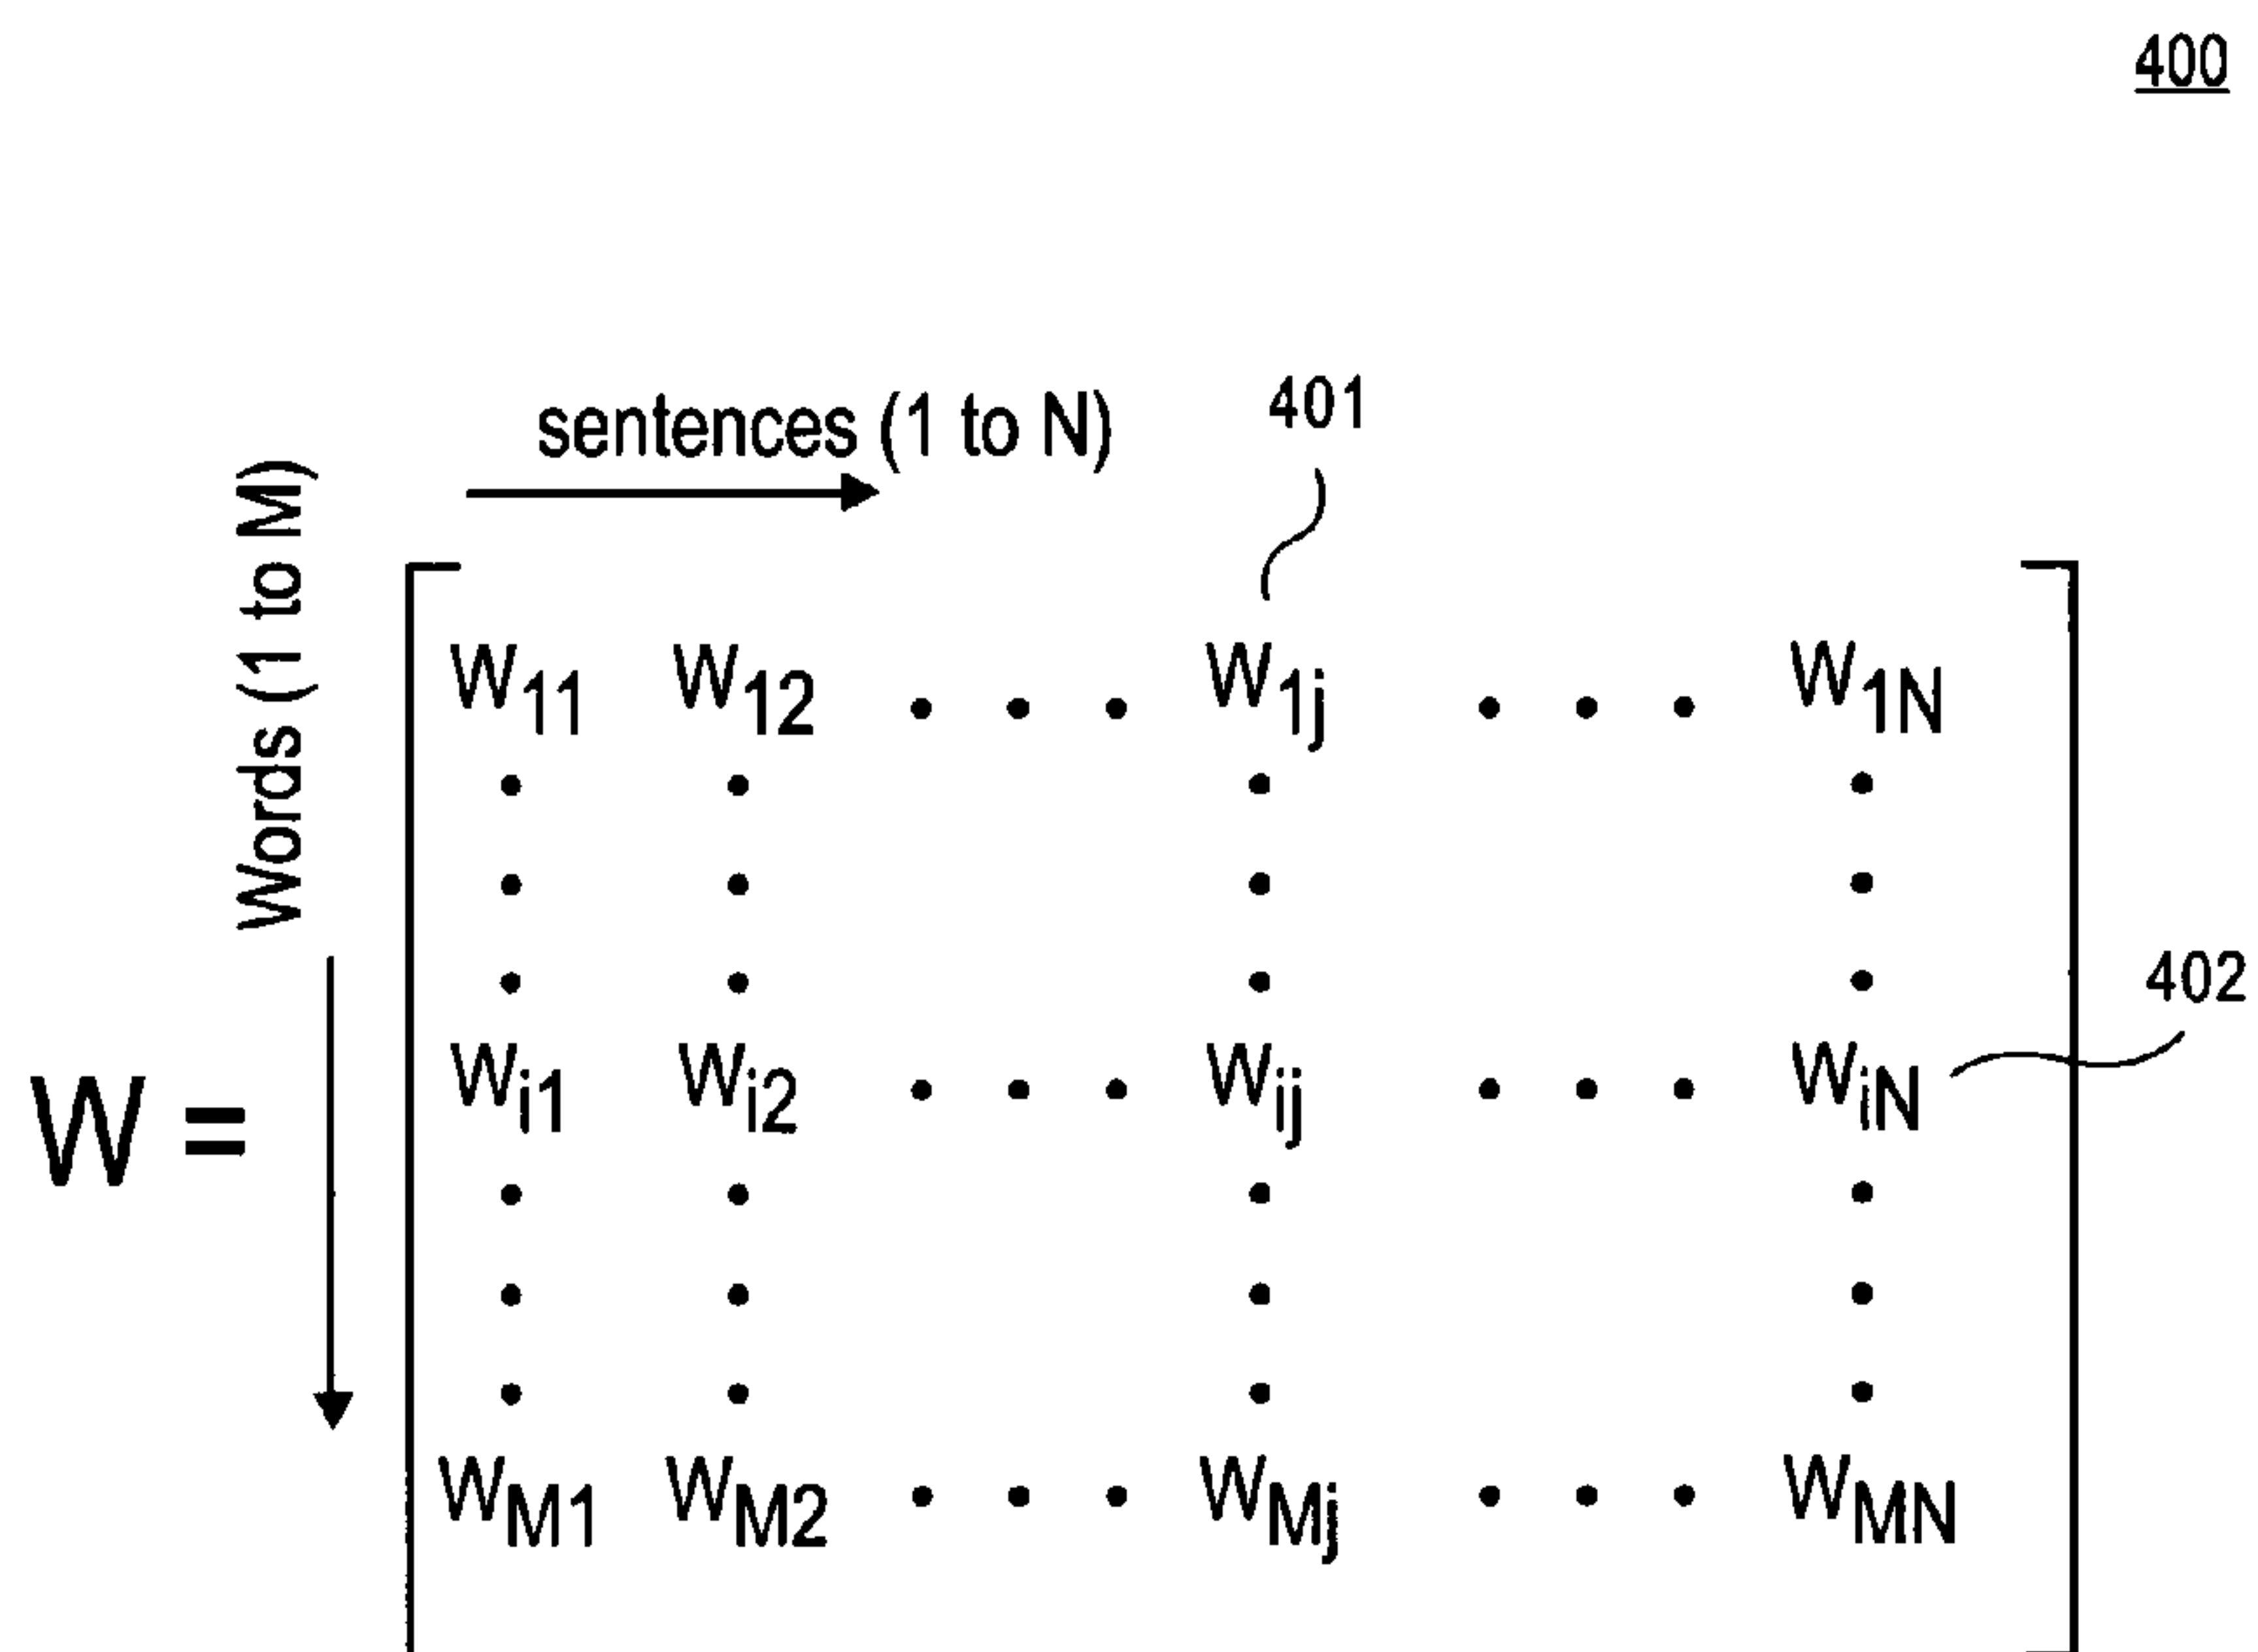 400
sentences (1 to N)
401
Words (1 to M)
W11 W12 . . . W1j . . . W1N
402
W =
Wi1 Wi2 . . . Wij . . . WiN
WM1 WM2 . . . WMj . . . WMN